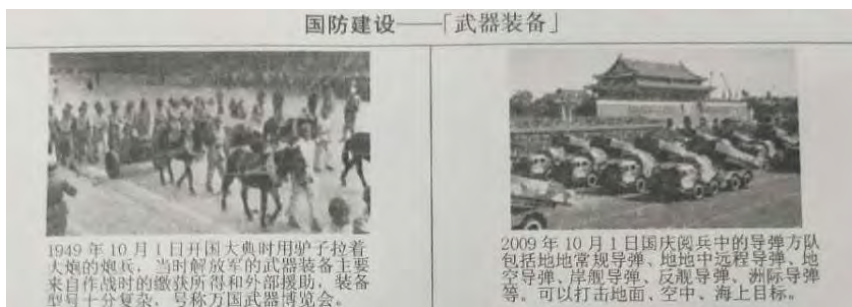 国防建设——「武器装备」
1949 年 10 月 1 日开国大典时用驴子拉着
大炮的炮兵，当时解放军的武器装备主要
来自作战时的缴获所得和外部援助，装备
型号十分复杂，号称万国武器博览会。
2009 年 10 月 1 日国庆阅兵中的导弹方队
包括地地常规导弹、地地中远程导弹、地
空导弹、岸舰导弹、反舰导弹、洲际导弹
等。可以打击地面、空中、海上目标。